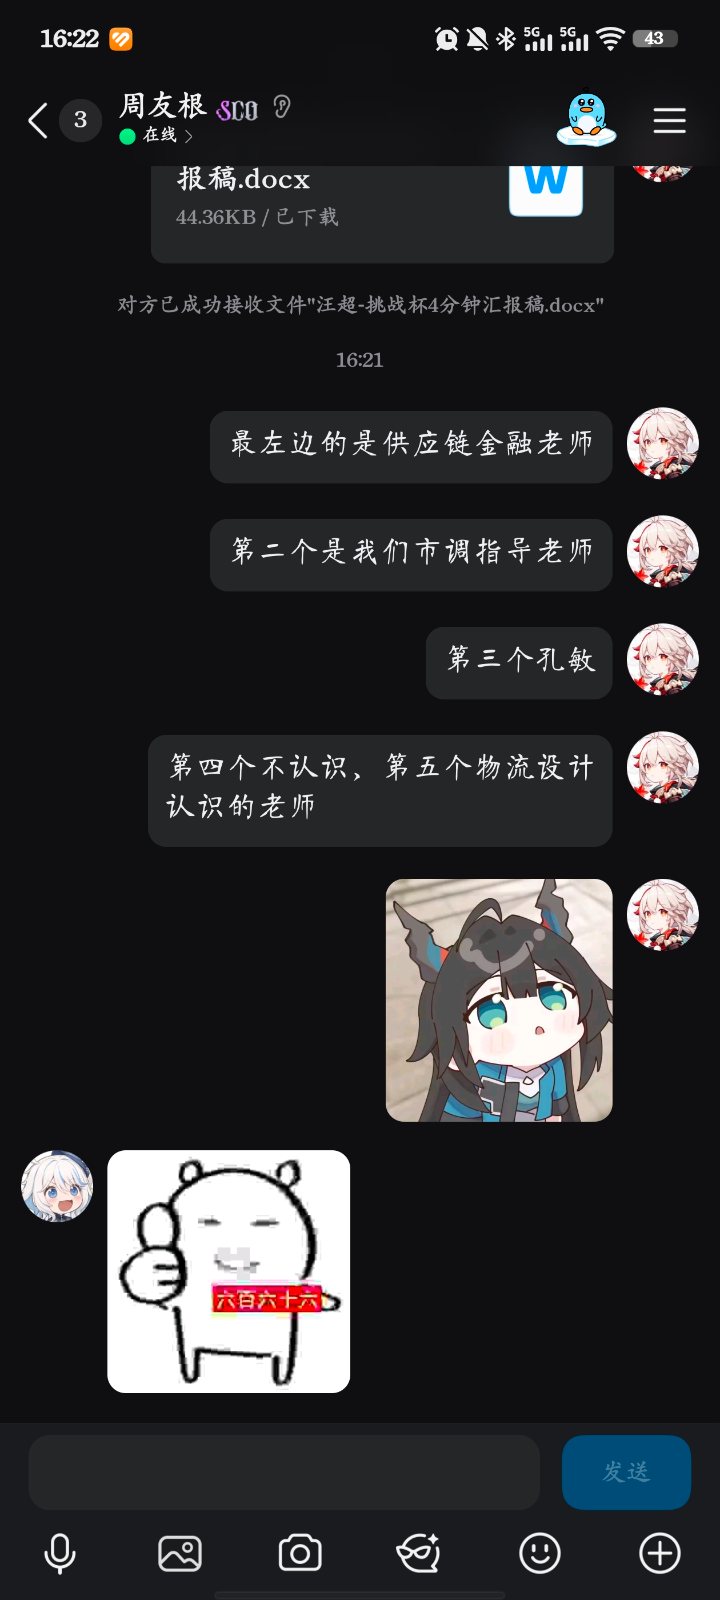 16:22
5G
5G
43
3
周友根 SCO
在线
报稿.docx
W
44.36KB / 已下载
对方已成功接收文件"汪超-挑战杯4分钟汇报稿.docx"
16:21
最左边的是供应链金融老师
第二个是我们市调指导老师
第三个孔敏
第四个不认识，第五个物流设计
认识的老师
六百六十六
发送